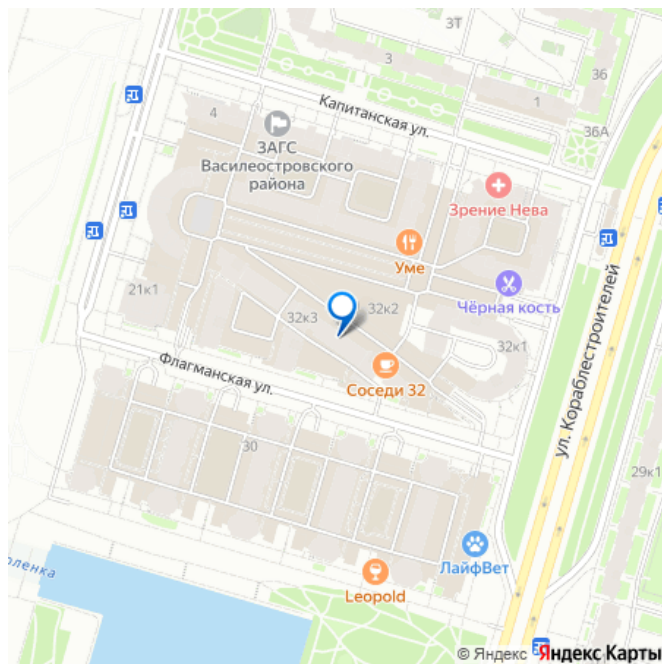 3Т
3
36
1
Капитанская ул.
36А
4
ЗАГС
Василеостровского
района
Зрение Нева
Уме
21к1
32к3
32к2
Чёрная кость
32к1
Флагманская ул.
Соседи 32
ул. Кораблестроителей
30
29к1
ЛайфВет
Leopold
© Яндекс Яндекс Карты